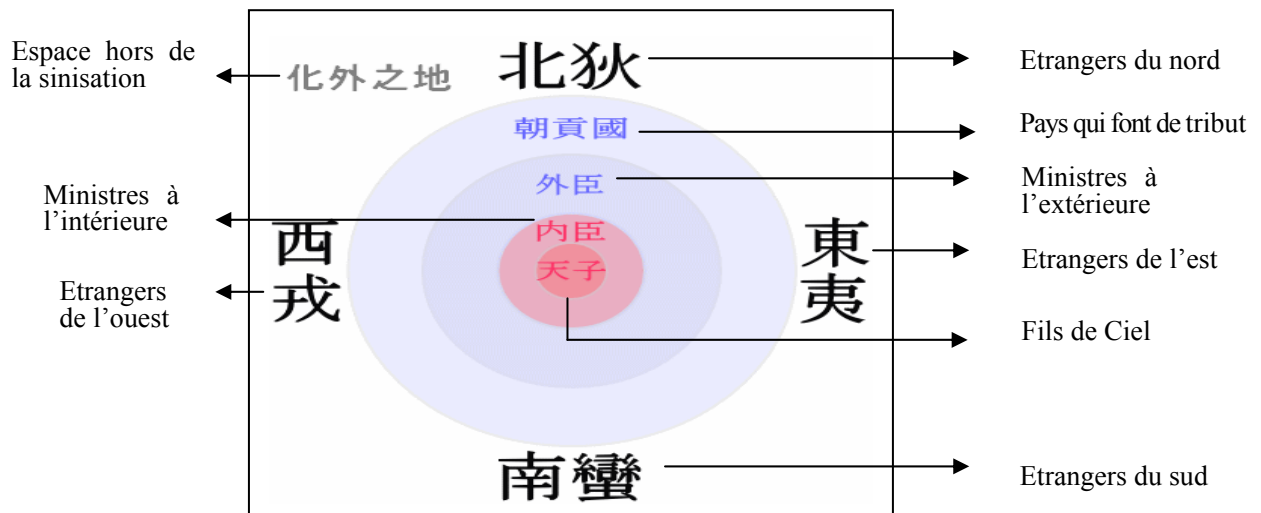 Espace hors de
la sinisation
化外之地
北狄
Etrangers du nord
朝貢國
Pays qui font de tribut
外臣
Ministres à
l’extérieure
Ministres à
l’intérieure
内臣
西戎
東夷
Etrangers de l’est
天子
Etrangers
de l’ouest
Fils de Ciel
南蠻
Etrangers du sud